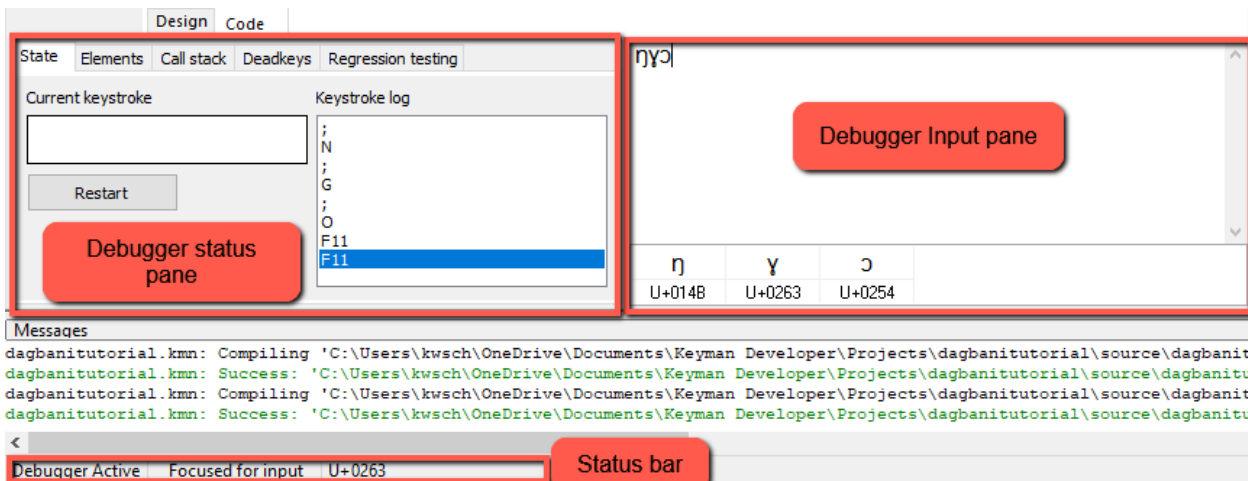 Design Code
State Elements Call stack Deadkeys Regression testing
Current keystroke
Keystroke log
;
N
;
G
;
O
F11
F11
Restart
Debugger status
pane
ŋɣɔ
Debugger Input pane
ŋ ɣ ɔ
U+014B U+0263 U+0254
Messages
dagbanitutorial.kmn: Compiling 'C:\Users\kwsch\OneDrive\Documents\Keyman Developer\Projects\dagbanitutorial\source\dagbanit
dagbanitutorial.kmn: Success: 'C:\Users\kwsch\OneDrive\Documents\Keyman Developer\Projects\dagbanitutorial\source\dagbanitu
dagbanitutorial.kmn: Compiling 'C:\Users\kwsch\OneDrive\Documents\Keyman Developer\Projects\dagbanitutorial\source\dagbanit
dagbanitutorial.kmn: Success: 'C:\Users\kwsch\OneDrive\Documents\Keyman Developer\Projects\dagbanitutorial\source\dagbanitu
Debugger Active Focused for input U+0263
Status bar